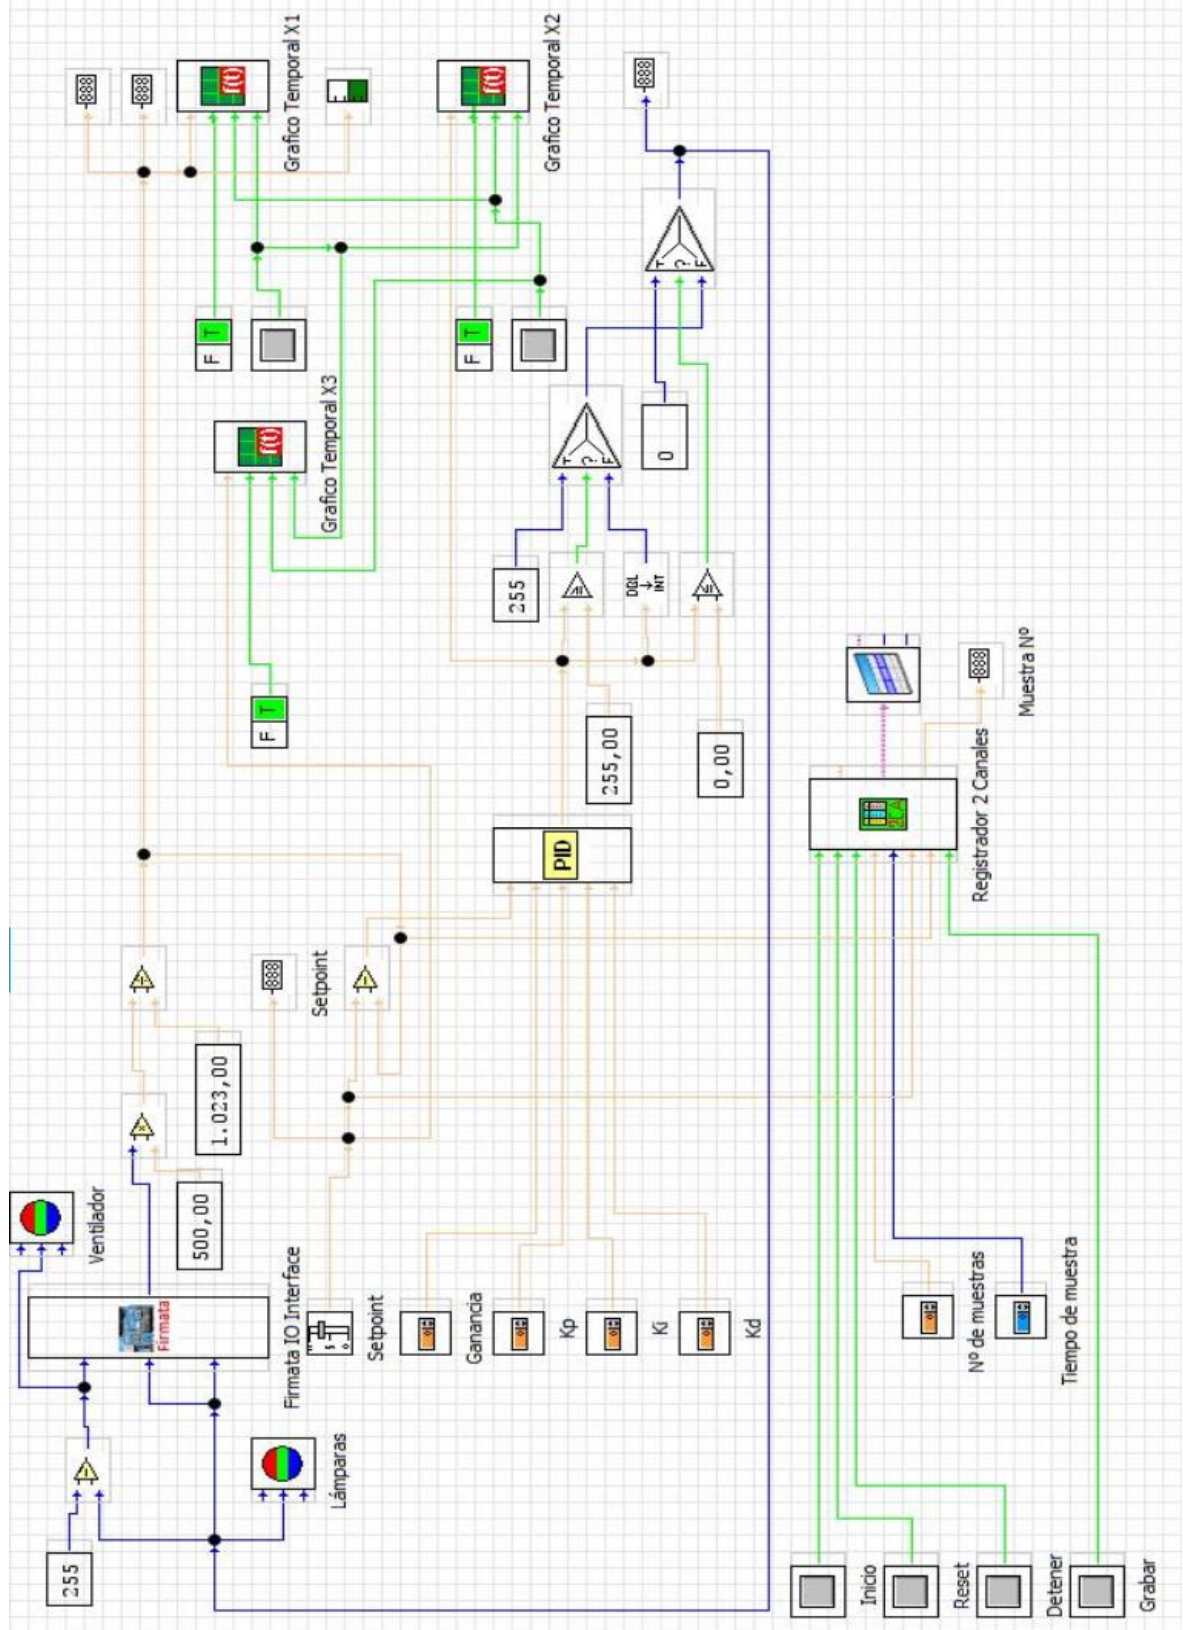 255
Lámparas
Firmata
Firmata IO Interface
Ventilador
500,00
1.023,00
Setpoint
Setpoint
Ganancia
Kp
Ki
Kd
PID
255,00
0,00
F T
f(t)
Grafico Temporal X3
F T
f(t)
Grafico Temporal X1
F T
f(t)
Grafico Temporal X2
255
DBL
INT
T
?
F
0
T
?
F
Inicio
Reset
Detener
Grabar
Nº de muestras
Tiempo de muestra
Registrador 2 Canales
Muestra Nº